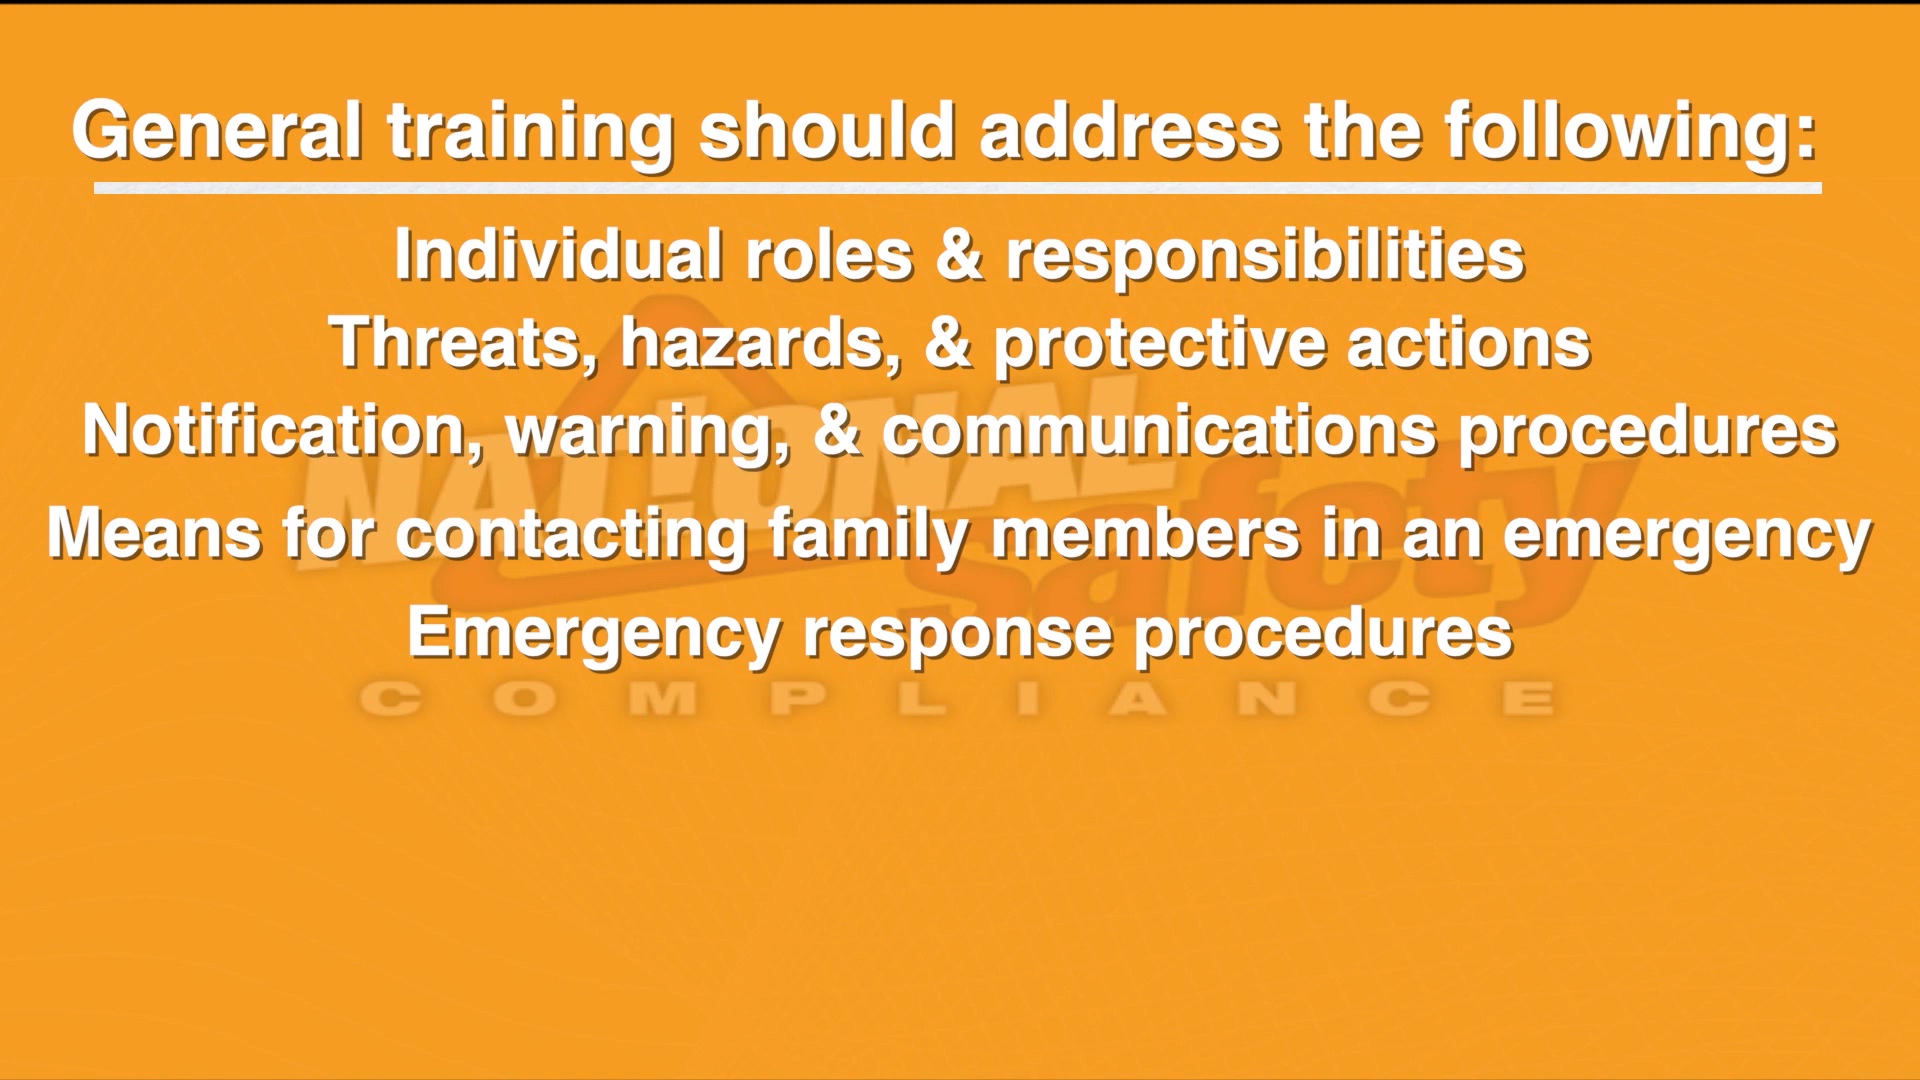 General training should address the following:
Individual roles & responsibilities
Threats, hazards, & protective actions
Notification, warning, & communications procedures
NATIONAL
Means for contacting family members in an emergency
Safety
Emergency response procedures
COMPLIANCE